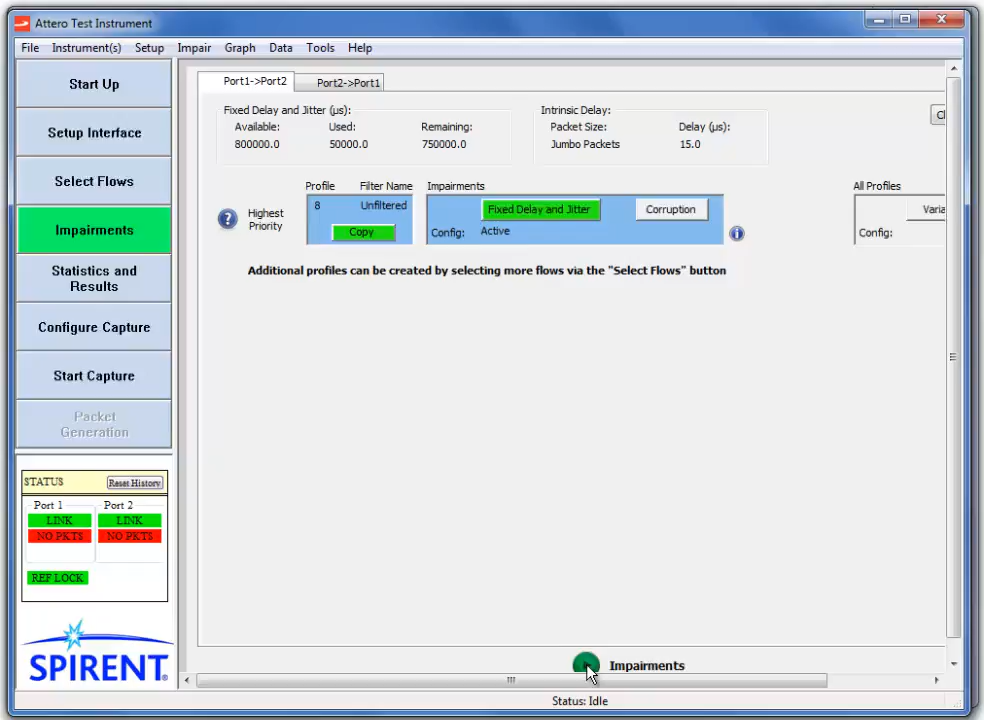 Attero Test Instrument
File Instrument(s) Setup Impair Graph Data Tools Help
Start Up
Setup Interface
Select Flows
Impairments
Statistics and
Results
Configure Capture
Start Capture
Packet
Generation
STATUS Reset History
Port 1 Port 2
LINK LINK
NO PKTS NO PKTS
REF LOCK
SPIRENT
Port1->Port2 Port2->Port1
Fixed Delay and Jitter (µs): Intrinsic Delay:
Available: Used: Remaining: Packet Size: Delay (µs):
800000.0 50000.0 750000.0 Jumbo Packets 15.0
Profile Filter Name Impairments All Profiles
Highest
Priority
8 Unfiltered Fixed Delay and Jitter Corruption
Copy Config: Active Config:
Additional profiles can be created by selecting more flows via the "Select Flows" button
Impairments
Status: Idle